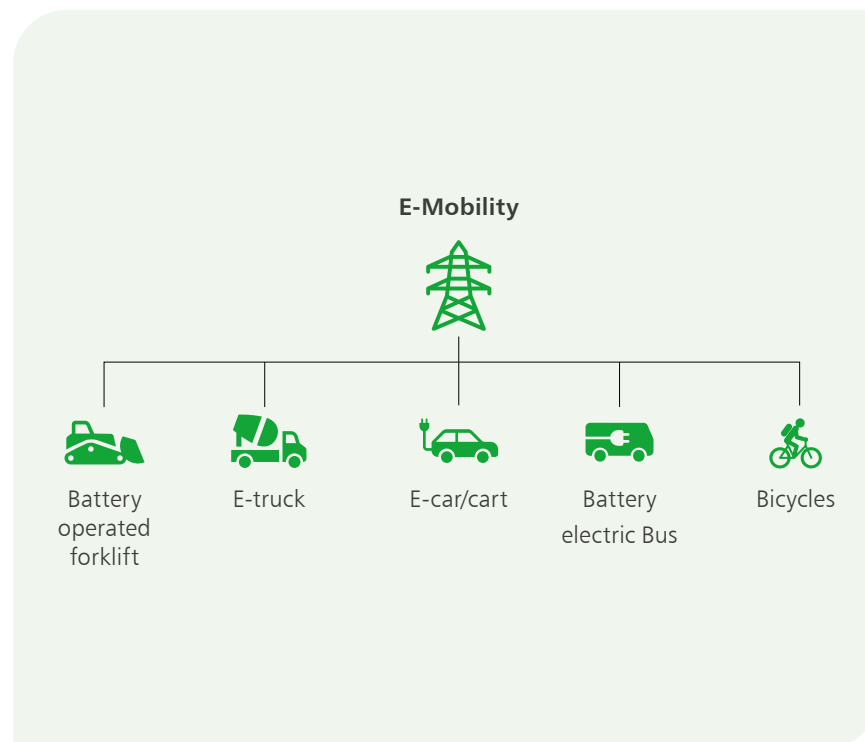 E-Mobility
Battery
operated
forklift
E-truck
E-car/cart
Battery
electric Bus
Bicycles